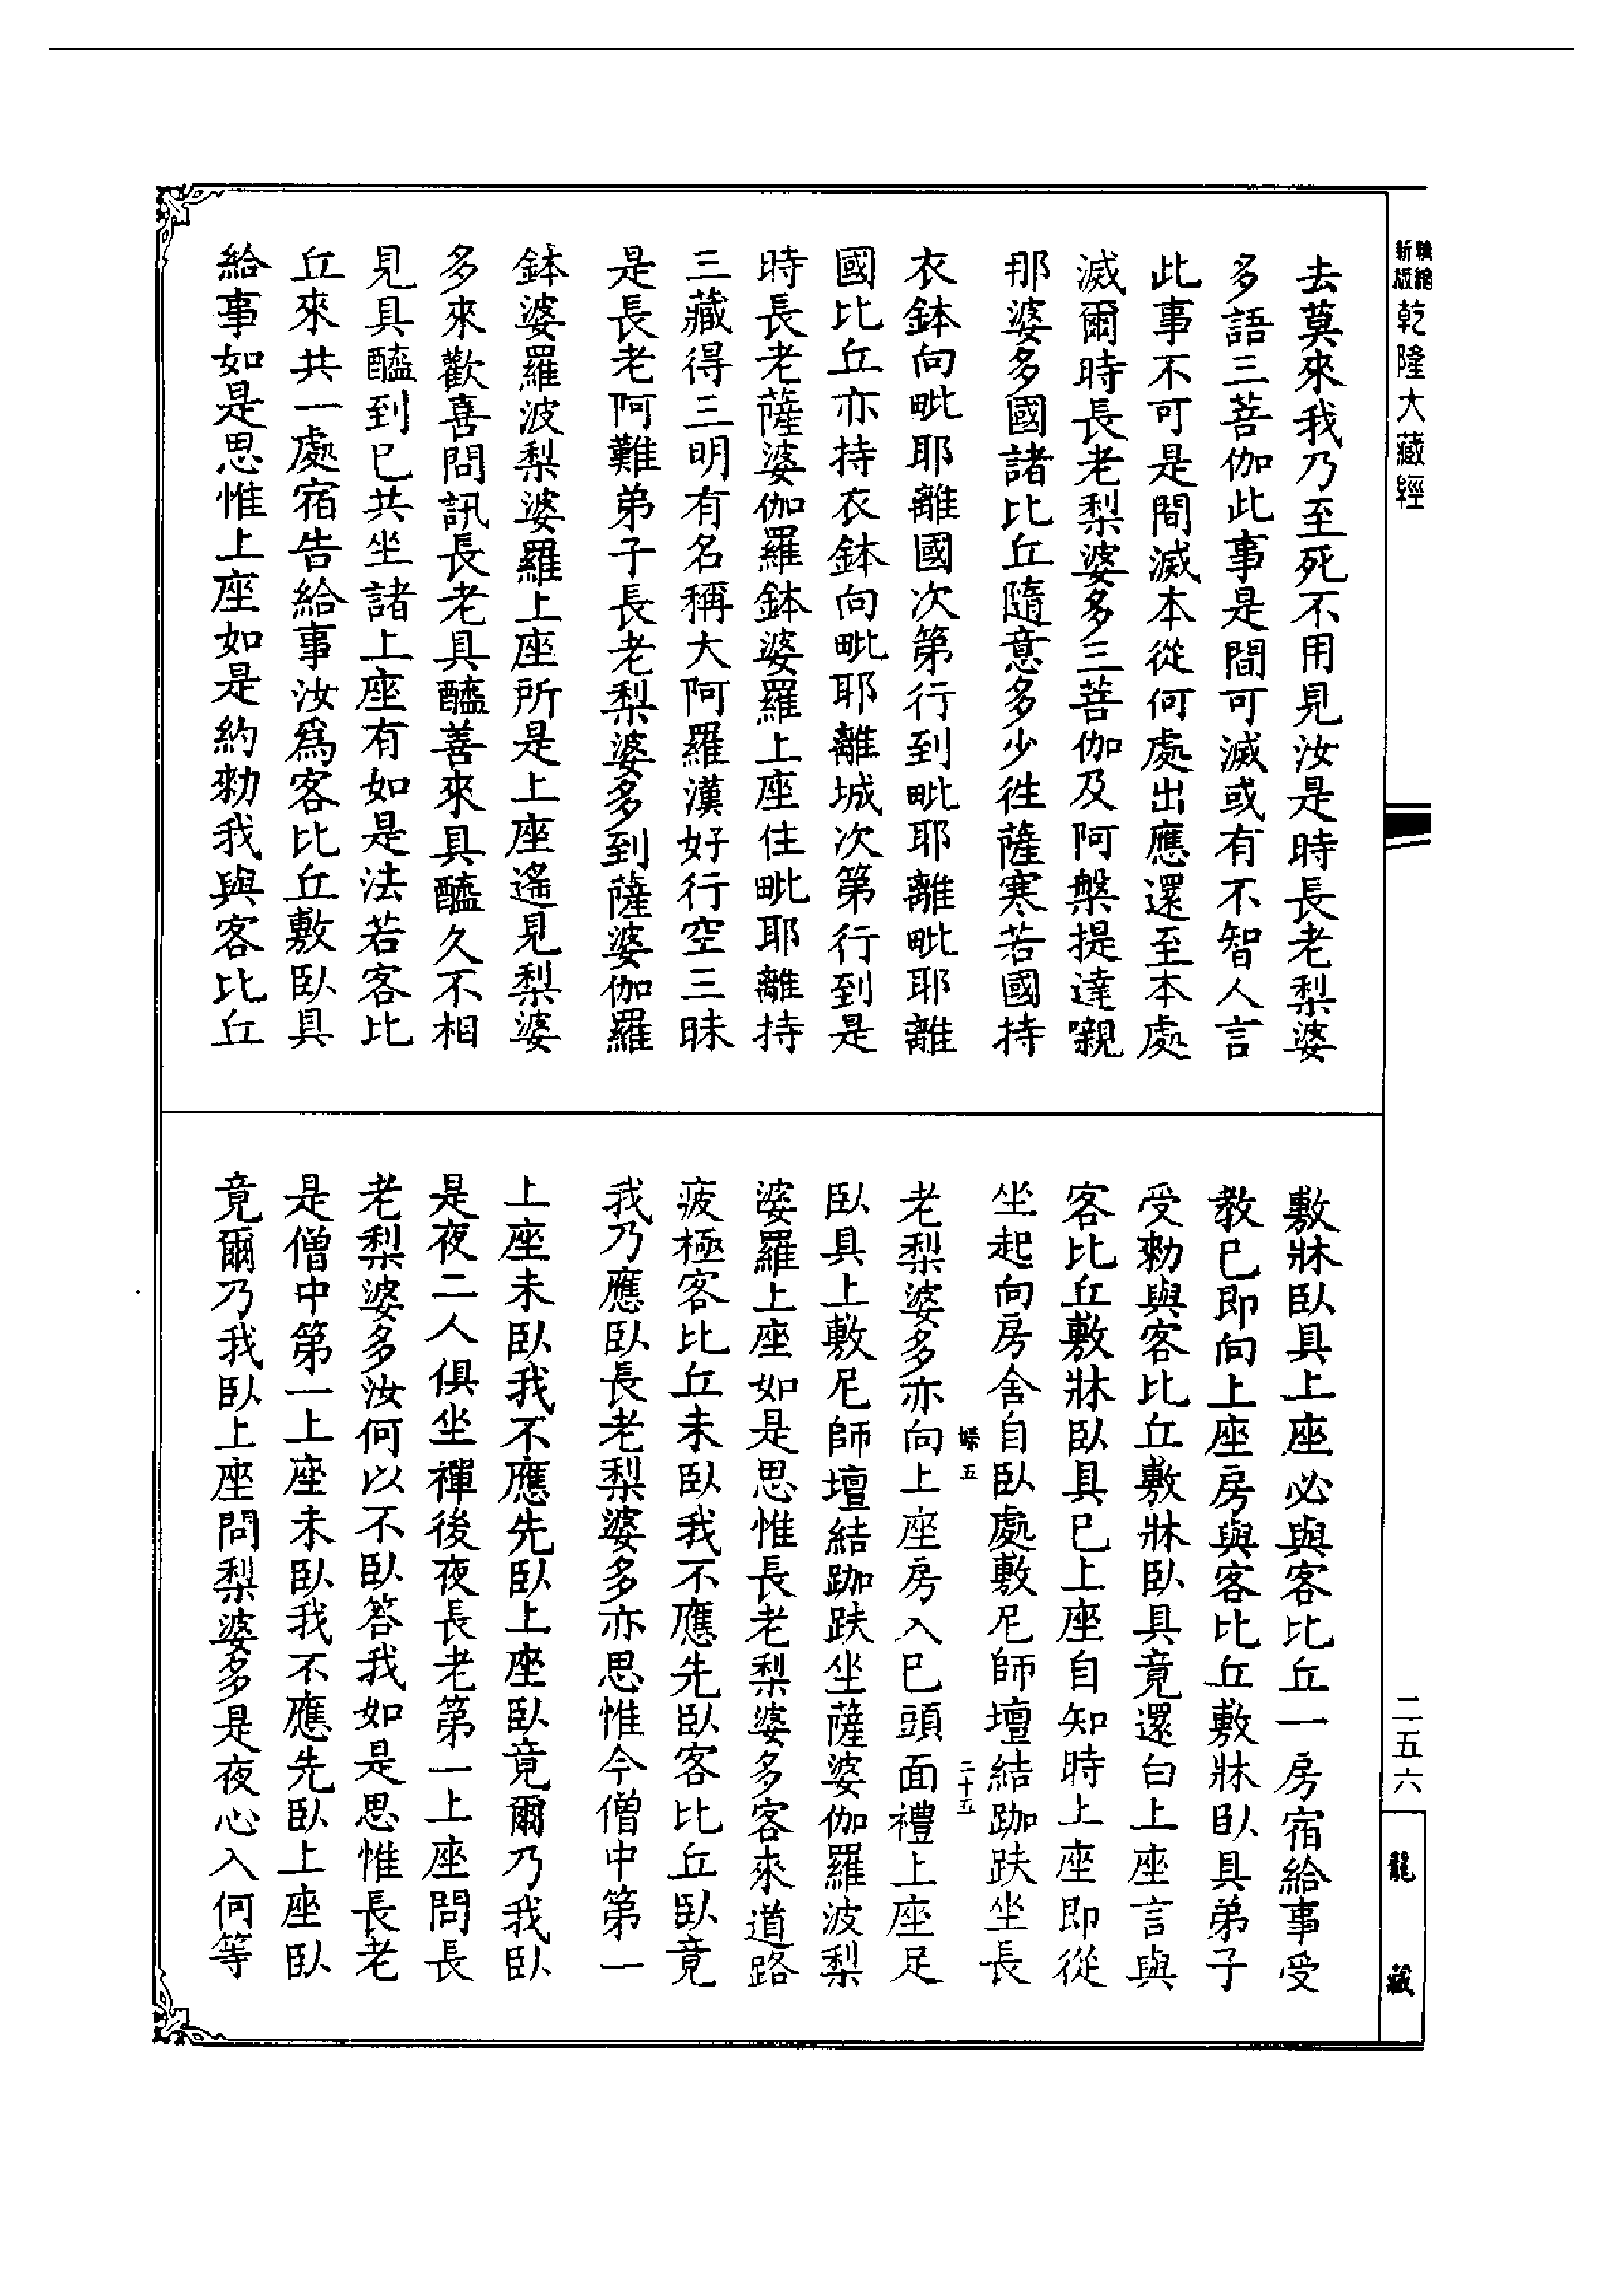 新版精縮乾隆大藏經
去莫來我乃至死不用見汝是時長老梨婆
多語三菩伽此事是間可滅或有不智人言
此事不可是間滅本從何處出應還至本處
滅爾時長老梨婆多三菩伽及阿槃提達嚫
那婆多國諸比丘隨意多少徃薩寒若國持
衣鉢向毗耶離國次第行到毗耶離毗耶離
國比丘亦持衣鉢向毗耶離城次第行到是
時長老薩婆伽羅鉢婆羅上座住毗耶離持
三藏得三明有名稱大阿羅漢好行空三昧
是長老阿難弟子長老梨婆多到薩婆伽羅
鉢婆羅波梨婆羅上座所是上座遙見梨婆
多來歡喜問訊長老具醯善來具醯久不相
見具醯到已共坐諸上座有如是法若客比
丘來共一處宿告給事汝爲客比丘敷臥具
給事如是思惟上座如是約勑我與客比丘
敷牀臥具上座必與客比丘一房宿給事受
教已即向上座房與客比丘敷牀臥具弟子
受勑與客比丘敷牀臥具竟還白上座言與
客比丘敷牀臥具已上座自知時上座即從
坐起向房舍自臥處敷尼師壇結跏趺坐長
五 二十五
老梨婆多亦向上座房入已頭面禮上座足
臥具上敷尼師壇結跏趺坐薩婆伽羅波梨
婆羅上座如是思惟長老梨婆多客來道路
疲極客比丘未臥我不應先臥客比丘臥竟
我乃應臥長老梨婆多亦思惟今僧中第一
上座未臥我不應先臥上座臥竟爾乃我臥
是夜二人俱坐禪後夜長老第一上座問長
老梨婆多汝何以不臥答我如是思惟長老
是僧中第一上座未臥我不應先臥上座臥
竟爾乃我臥上座問梨婆多是夜心入何等
二五六
龍藏